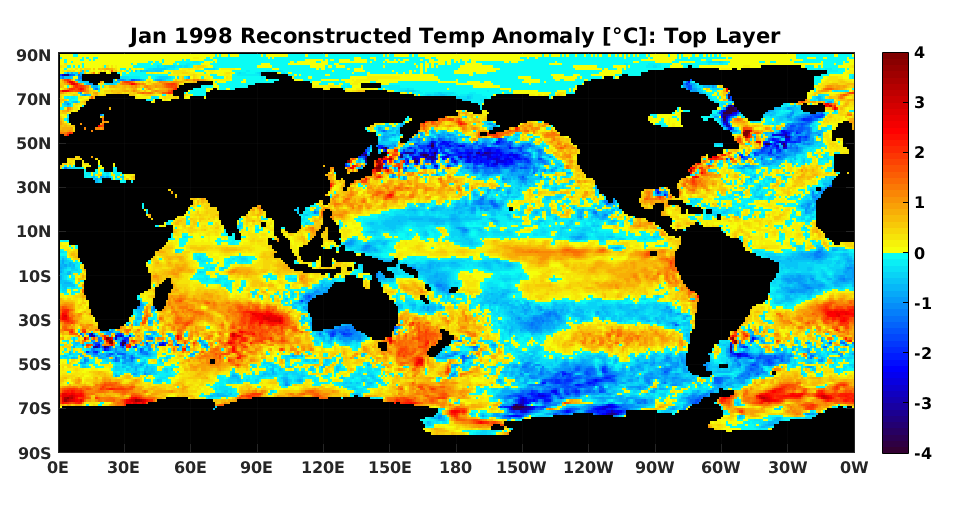 Jan 1998 Reconstructed Temp Anomaly [°C]: Top Layer
90N
70N
50N
30N
10N
10S
30S
50S
70S
90S
0E 30E 60E 90E 120E 150E 180 150W 120W 90W 60W 30W 0W
4
3
2
1
0
-1
-2
-3
-4